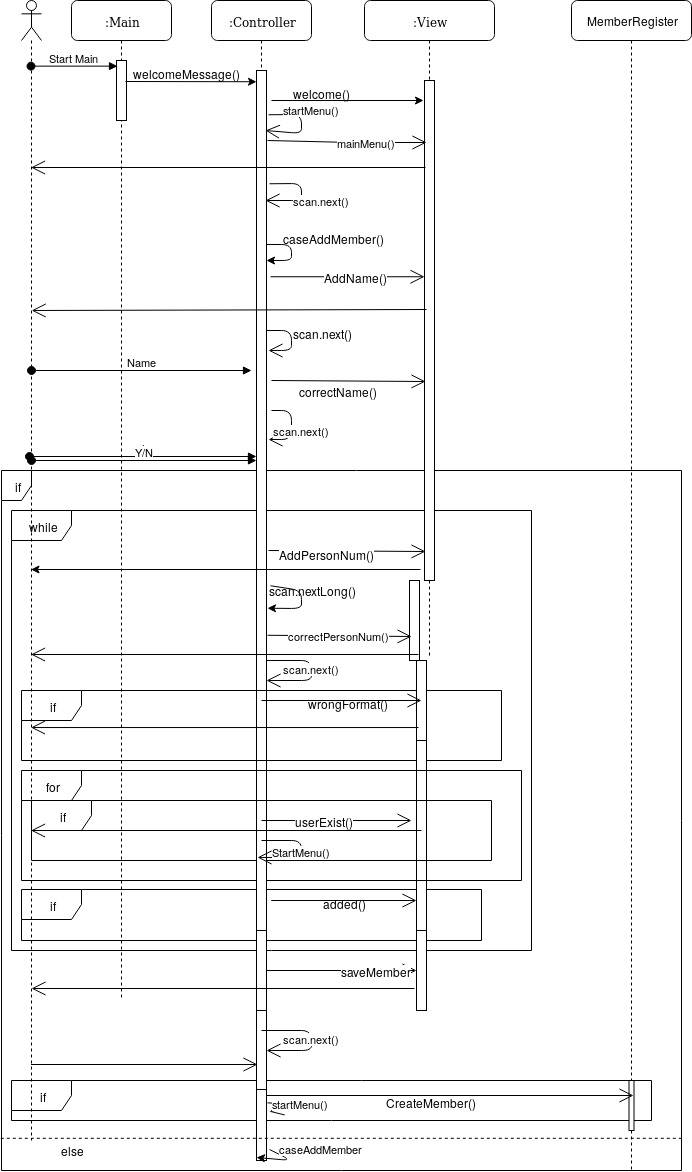 :Main
:Controller
:View
MemberRegister
Start Main
welcomeMessage()
welcome()
startMenu()
mainMenu()
scan.next()
caseAddMember()
AddName()
scan.next()
Name
correctName()
scan.next()
Y/N
if
while
AddPersonNum()
scan.nextLong()
correctPersonNum()
scan.next()
if
wrongFormat()
for
if
userExist()
StartMenu()
if
added()
saveMember
scan.next()
if
CreateMember()
startMenu()
else
caseAddMember